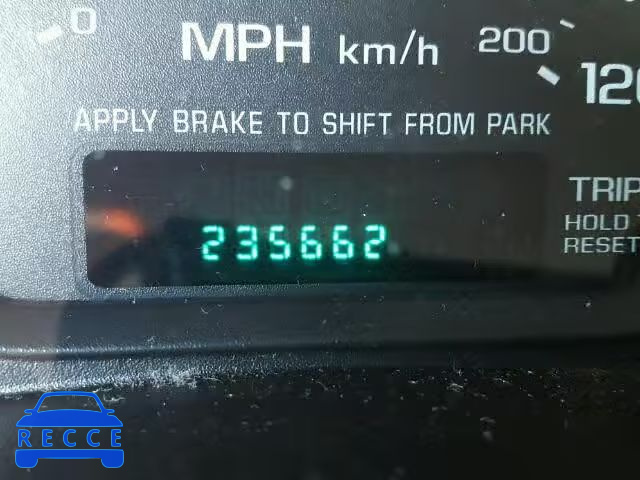 0 MPH km/h 200 120
APPLY BRAKE TO SHIFT FROM PARK
TRIP
HOLD
235662
RESET
RECCE